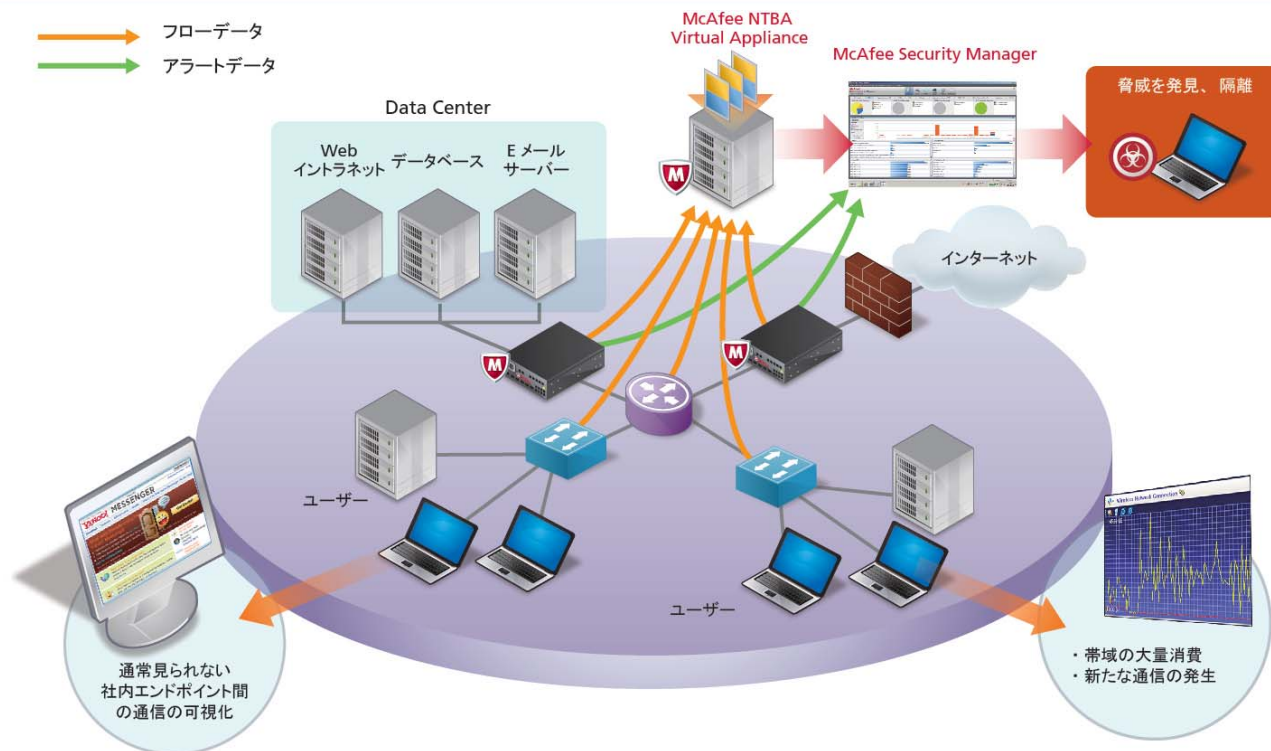 フローデータ
アラートデータ
McAfee NTBA
Virtual Appliance
McAfee Security Manager
脅威を発見、隔離
Data Center
Web
イントラネット
データベース
E メール
サーバー
M
インターネット
M
M
ユーザー
ユーザー
YAHOO! MESSENGER
Wireless Network Connection
通常見られない
社内エンドポイント間
の通信の可視化
・帯域の大量消費
・新たな通信の発生